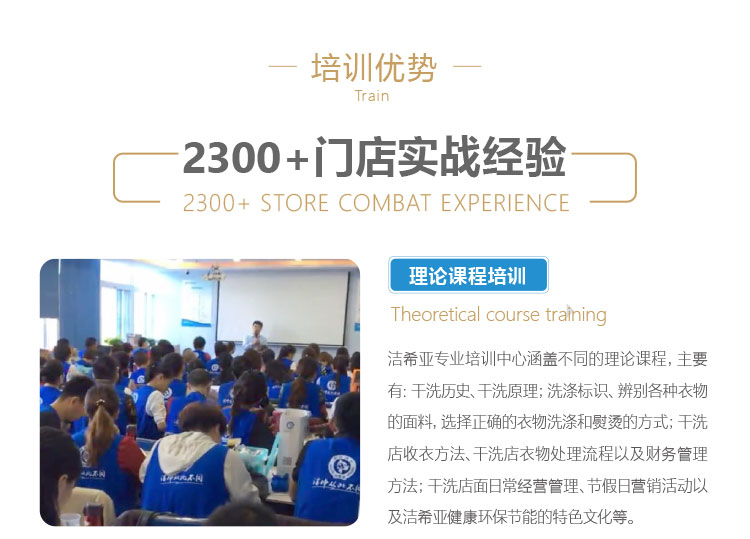 培训优势
Train
2300+门店实战经验
2300+ STORE COMBAT EXPERIENCE
理论课程培训
Theoretical course training
洁希亚专业培训中心涵盖不同的理论课程，主要
有：干洗历史、干洗原理；洗涤标识、辨别各种衣物
的面料，选择正确的衣物洗涤和熨烫的方式；干洗
店收衣方法、干洗店衣物处理流程以及财务管理
方法；干洗店面日常经营管理、节假日营销活动以
及洁希亚健康环保节能的特色文化等。
洁净从此不同